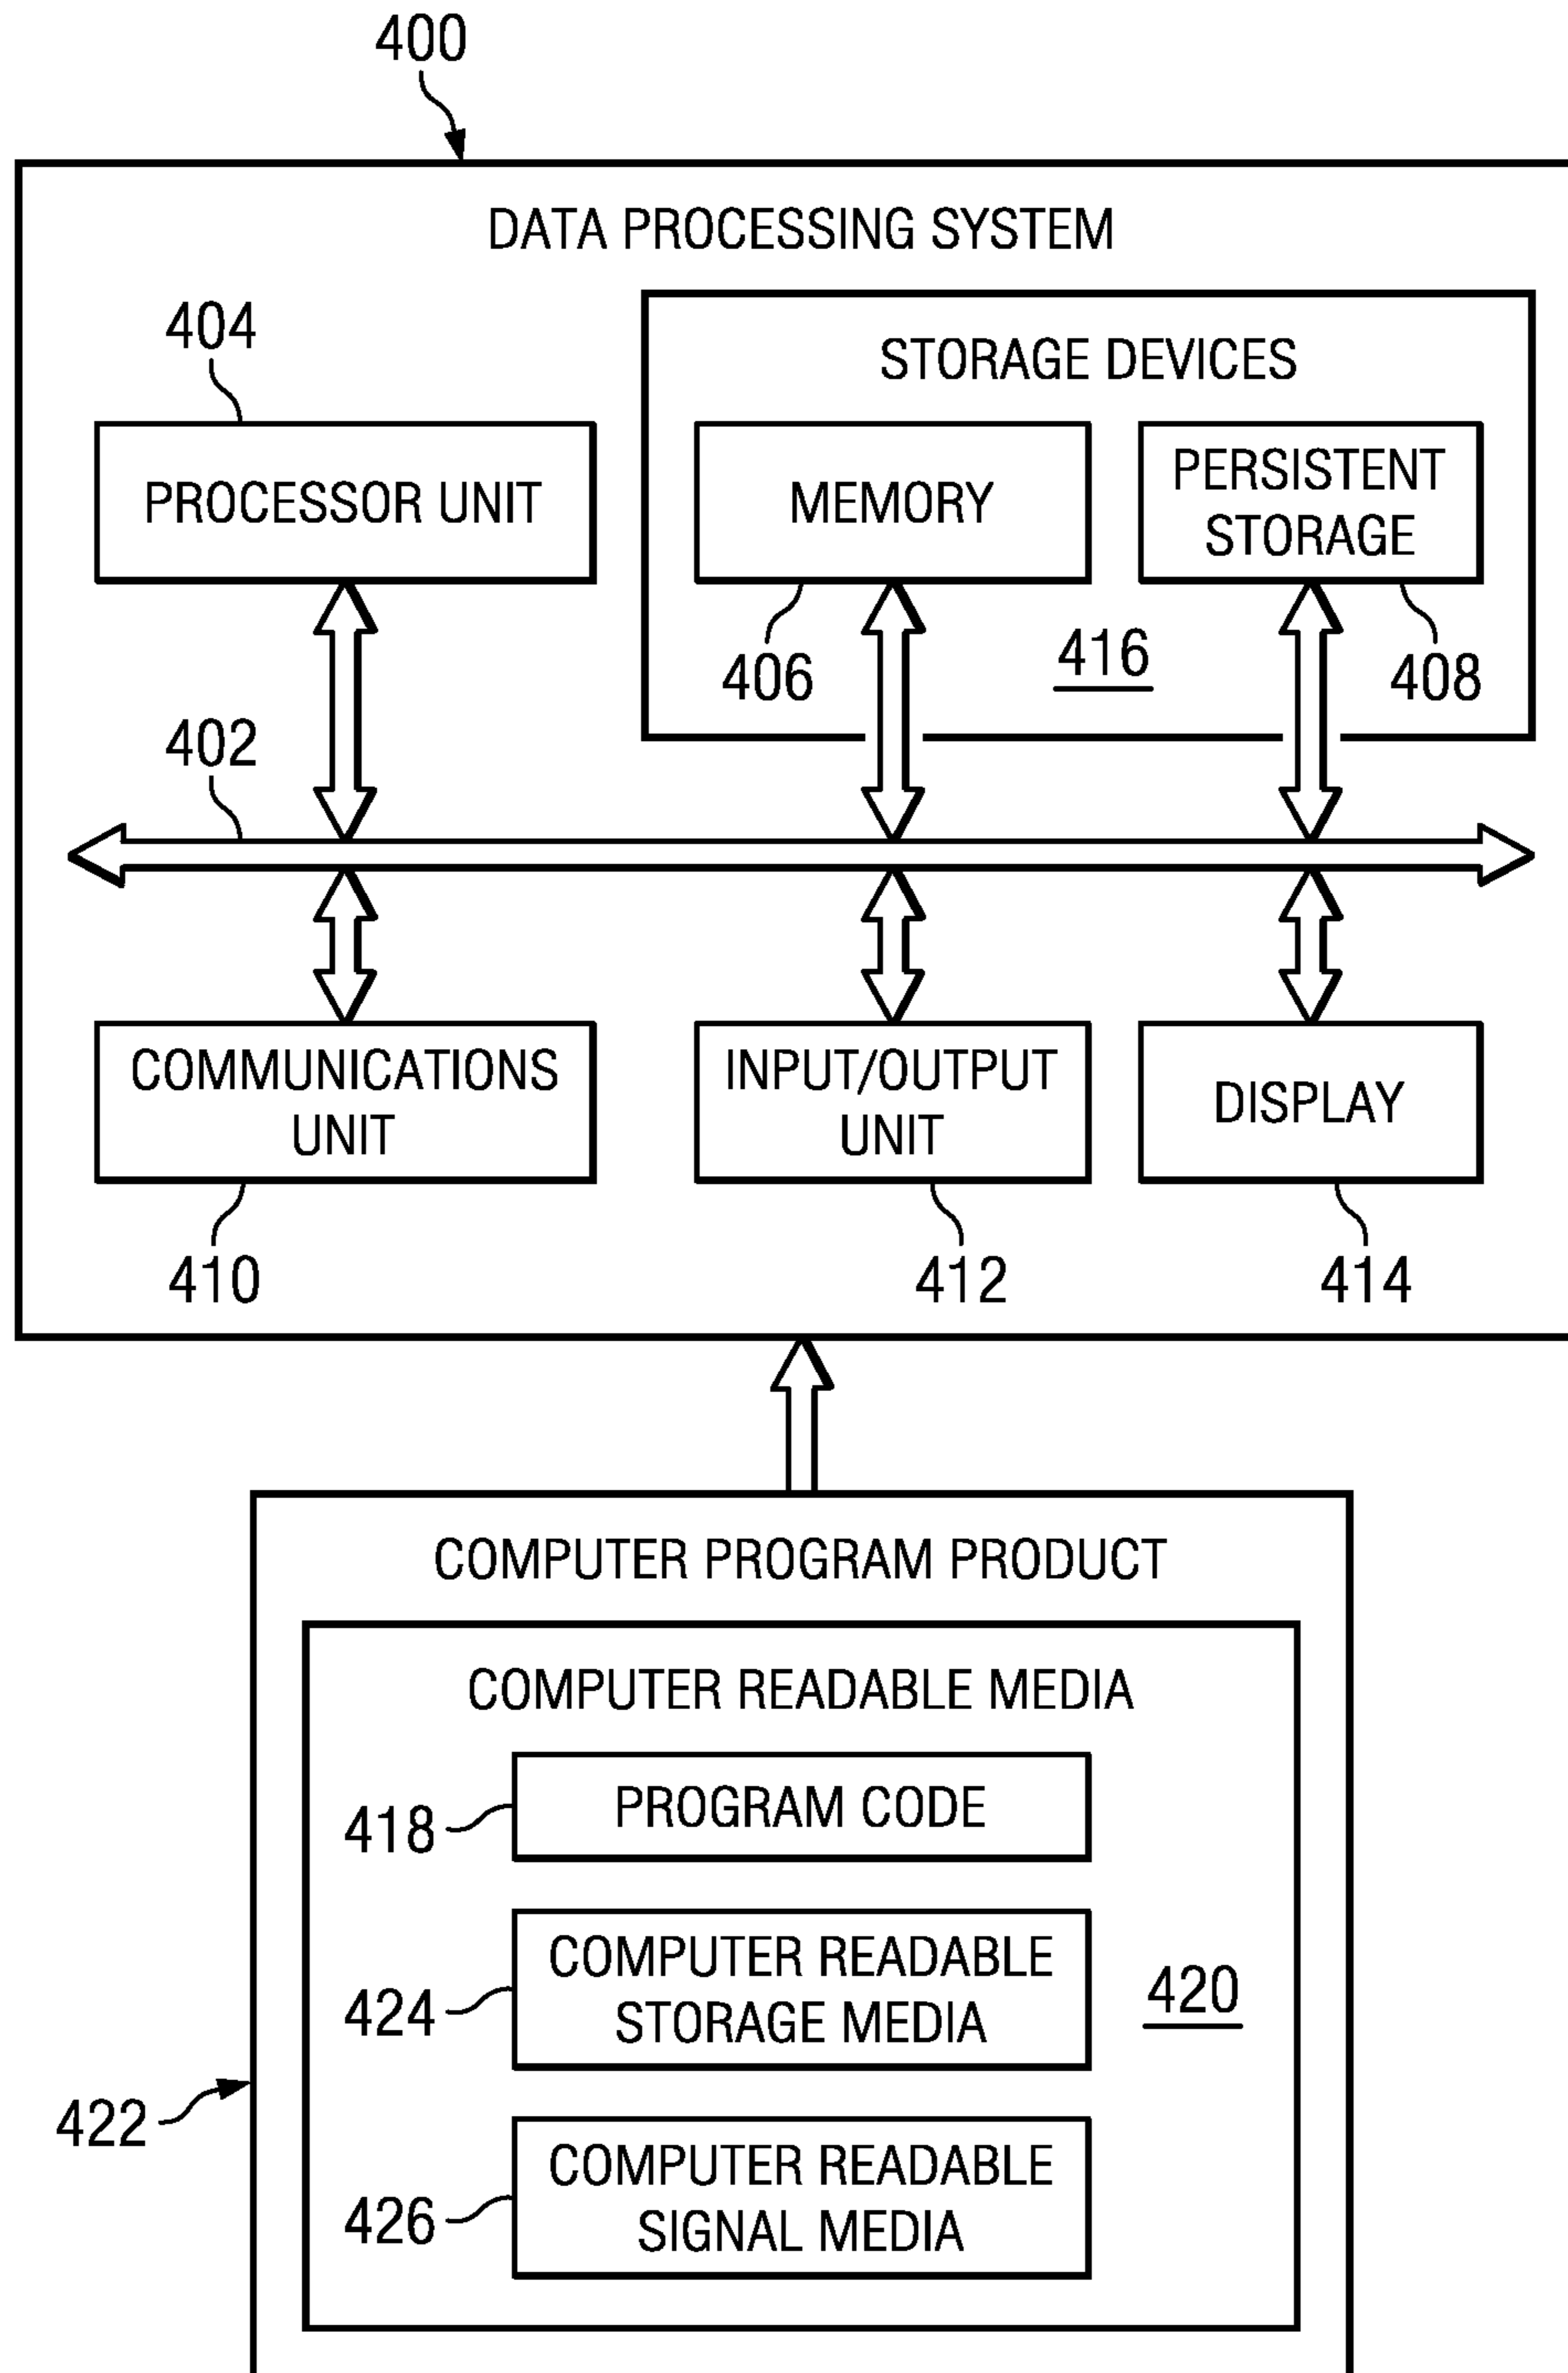 400
DATA PROCESSING SYSTEM
404
STORAGE DEVICES
PROCESSOR UNIT
MEMORY
PERSISTENT
STORAGE
406
416
408
402
COMMUNICATIONS
UNIT
INPUT/OUTPUT
UNIT
DISPLAY
410
412
414
COMPUTER PROGRAM PRODUCT
COMPUTER READABLE MEDIA
418
PROGRAM CODE
424
COMPUTER READABLE
STORAGE MEDIA
420
422
426
COMPUTER READABLE
SIGNAL MEDIA